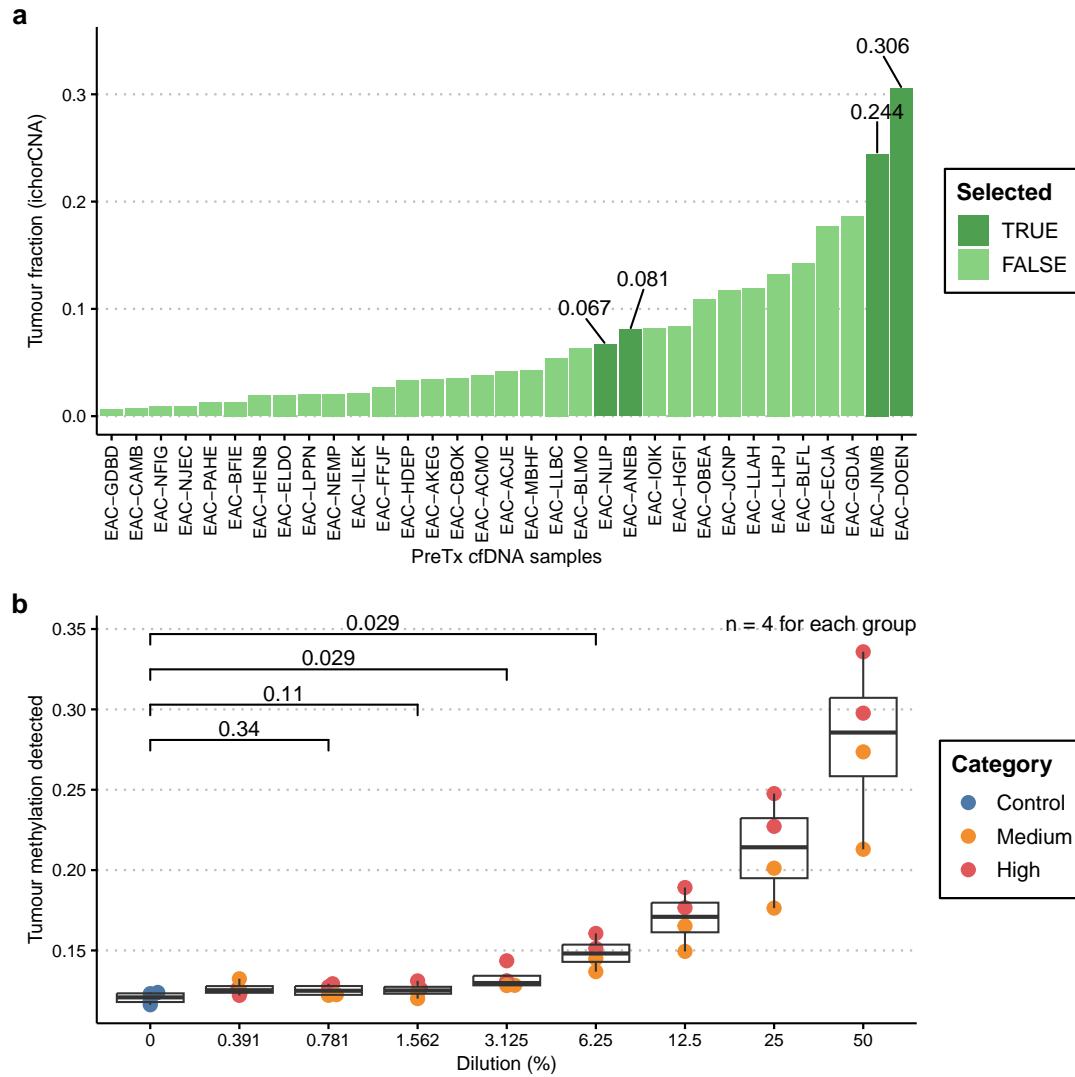 a
0.306
0.244
0.081
0.067
0.3
0.2
0.1
0.0
Tumour fraction (ichorCNA)
EAC−GDBD
EAC−CAMB
EAC−NFIG
EAC−NJEC
EAC−PAHE
EAC−BFIE
EAC−HENB
EAC−ELDO
EAC−LPPN
EAC−NEMP
EAC−ILEK
EAC−FFJF
EAC−HDEP
EAC−AKEG
EAC−CBOK
EAC−ACMO
EAC−ACJE
EAC−MBHF
EAC−LLBC
EAC−BLMO
EAC−NLIP
EAC−ANEB
EAC−IOIK
EAC−HGFI
EAC−OBEA
EAC−JCNP
EAC−LLAH
EAC−LHPJ
EAC−BLFL
EAC−ECJA
EAC−GDJA
EAC−JNMB
EAC−DOEN
PreTx cfDNA samples
Selected
TRUE
FALSE
b
n = 4 for each group
0.029
0.029
0.11
0.34
0.35
0.30
0.25
0.20
0.15
Tumour methylation detected
0
0.391
0.781
1.562
3.125
6.25
12.5
25
50
Dilution (%)
Category
Control
Medium
High